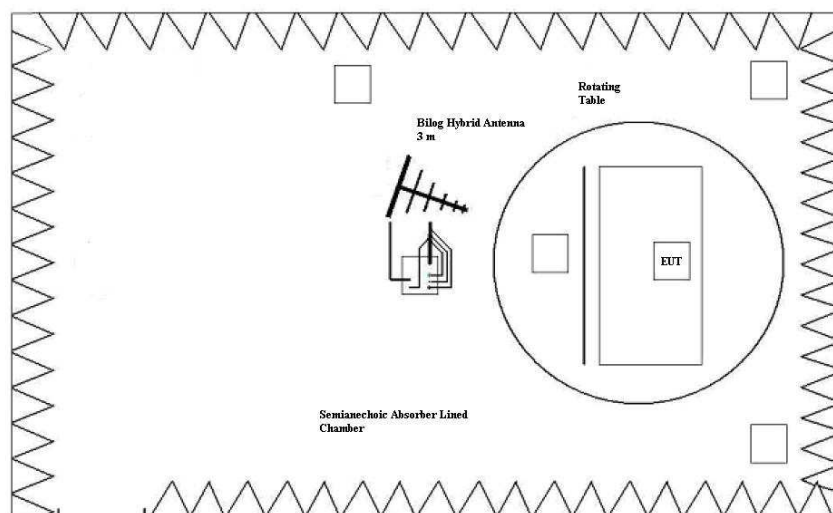 Rotating
Table
Bilog Hybrid Antenna
3 m
EUT
Semianechoic Absorber Lined
Chamber